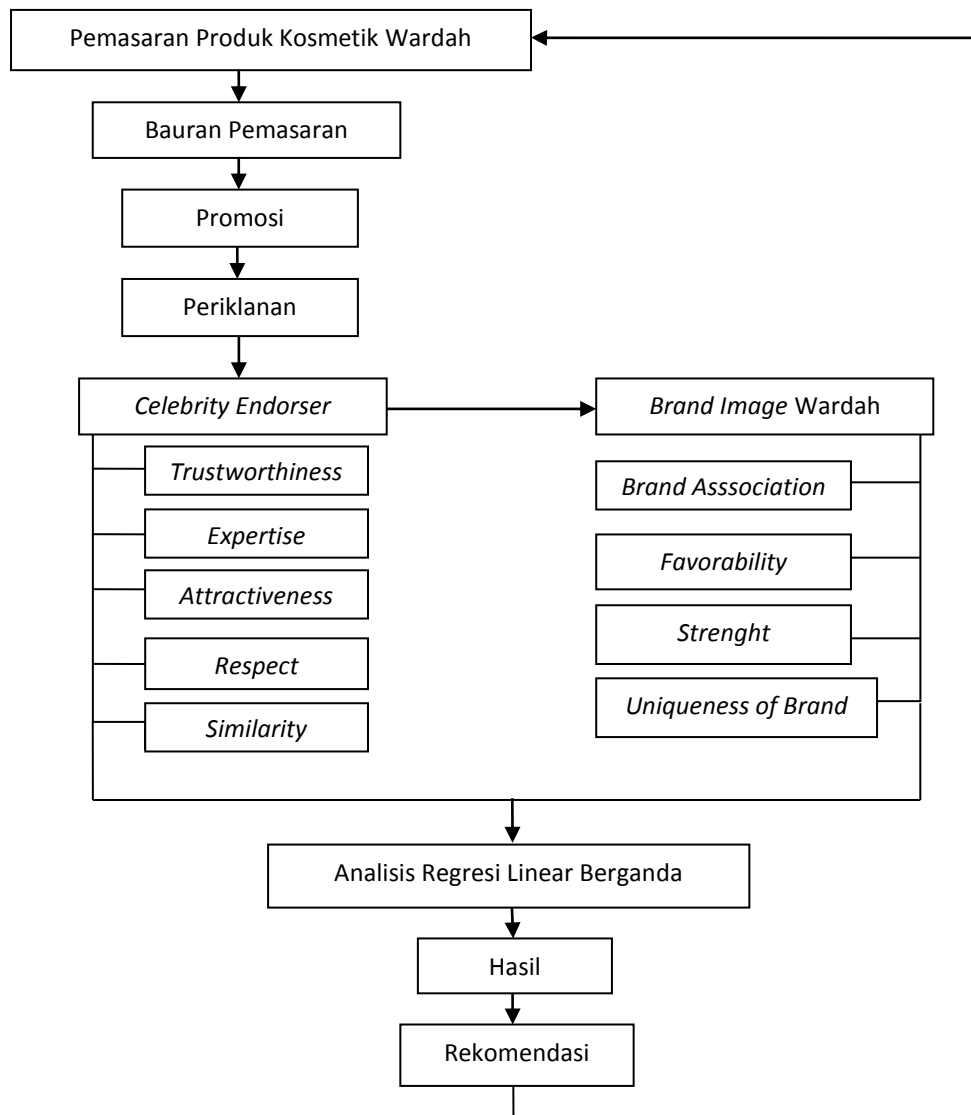 Pemasaran Produk Kosmetik Wardah
Bauran Pemasaran
Promosi
Periklanan
Celebrity Endorser
Trustworthiness
Expertise
Attractiveness
Respect
Similarity
Brand Image Wardah
Brand Asssociation
Favorability
Strenght
Uniqueness of Brand
Analisis Regresi Linear Berganda
Hasil
Rekomendasi